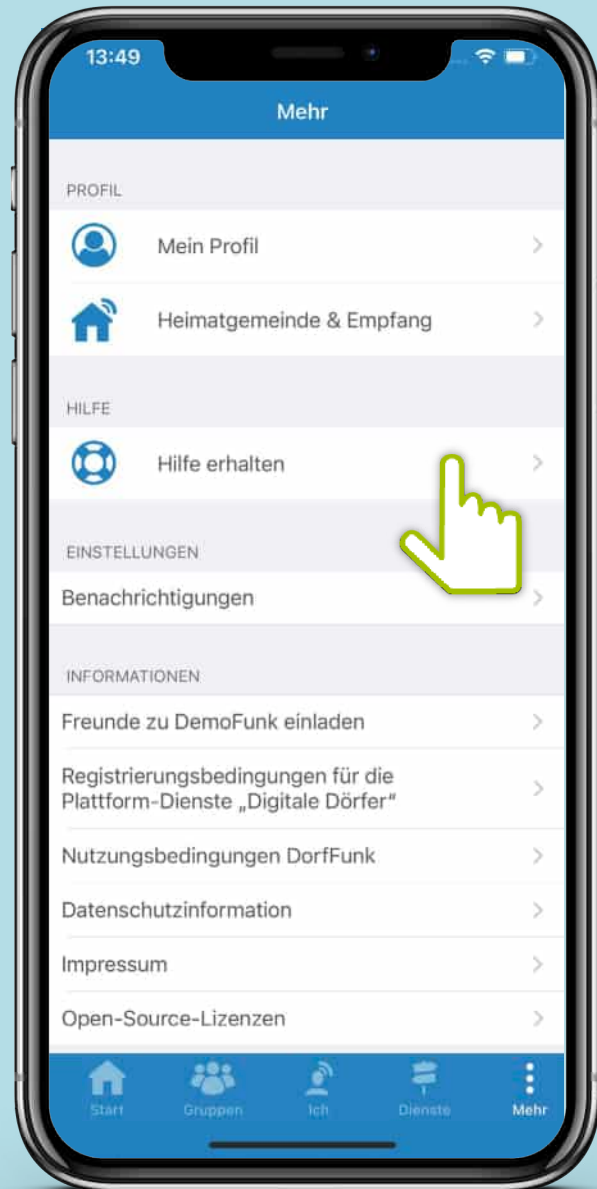 13:49
Mehr
PROFIL
Mein Profil
Heimatgemeinde & Empfang
HILFE
Hilfe erhalten
EINSTELLUNGEN
Benachrichtigungen
INFORMATIONEN
Freunde zu DemoFunk einladen
Registrierungsbedingungen für die
Plattform-Dienste „Digitale Dörfer“
Nutzungsbedingungen DorfFunk
Datenschutzinformation
Impressum
Open-Source-Lizenzen
Start Gruppen Ich Dienste Mehr